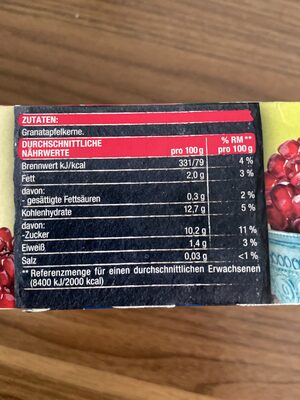 ZUTATEN:
Granatapfelkerne.
DURCHSCHNITTLICHE NÄHRWERTE pro 100 g % RM** pro 100 g
Brennwert kJ/kcal 331/79 4 %
Fett 2,0 g 3 %
davon:
- gesättigte Fettsäuren 0,3 g 2 %
Kohlenhydrate 12,7 g 5 %
davon:
-Zucker 10,2 g 11 %
Eiweiß 1,4 g 3 %
Salz 0,03 g <1 %
** Referenzmenge für einen durchschnittlichen Erwachsenen
(8400 kJ/2000 kcal)